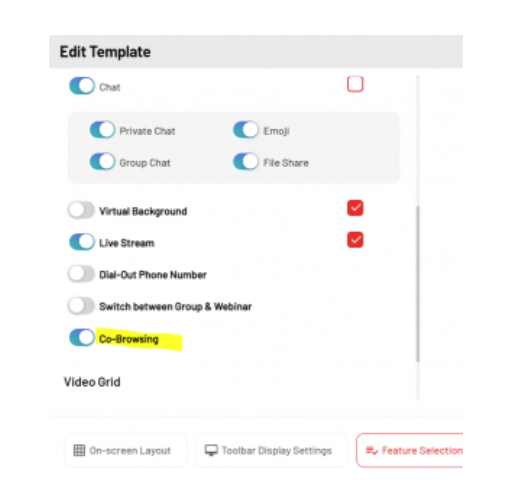 Edit Template
Chat
Private Chat Emoji
Group Chat File Share
Virtual Background
Live Stream
Dial-Out Phone Number
Switch between Group & Webinar
Co-Browsing
Video Grid
On-screen Layout Toolbar Display Settings Feature Selection